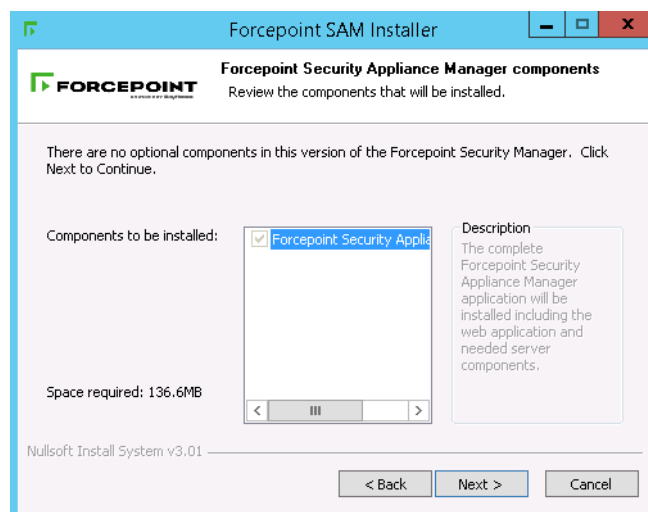 Forcepoint SAM Installer
FORCEPOINT
Forcepoint Security Appliance Manager components
Review the components that will be installed.
There are no optional components in this version of the Forcepoint Security Manager. Click
Next to Continue.
Components to be installed:
Forcepoint Security Applia
Description
The complete
Forcepoint Security
Appliance Manager
application will be
installed including the
web application and
needed server
components.
Space required: 136.6MB
Nullsoft Install System v3.01
< Back
Next >
Cancel